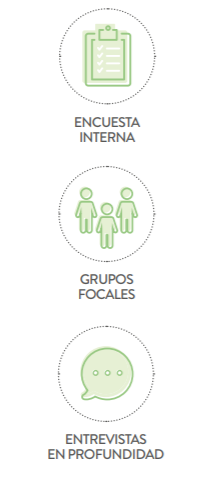 ENCUESTA
INTERNA
GRUPOS
FOCALES
ENTREVISTAS
EN PROFUNDIDAD